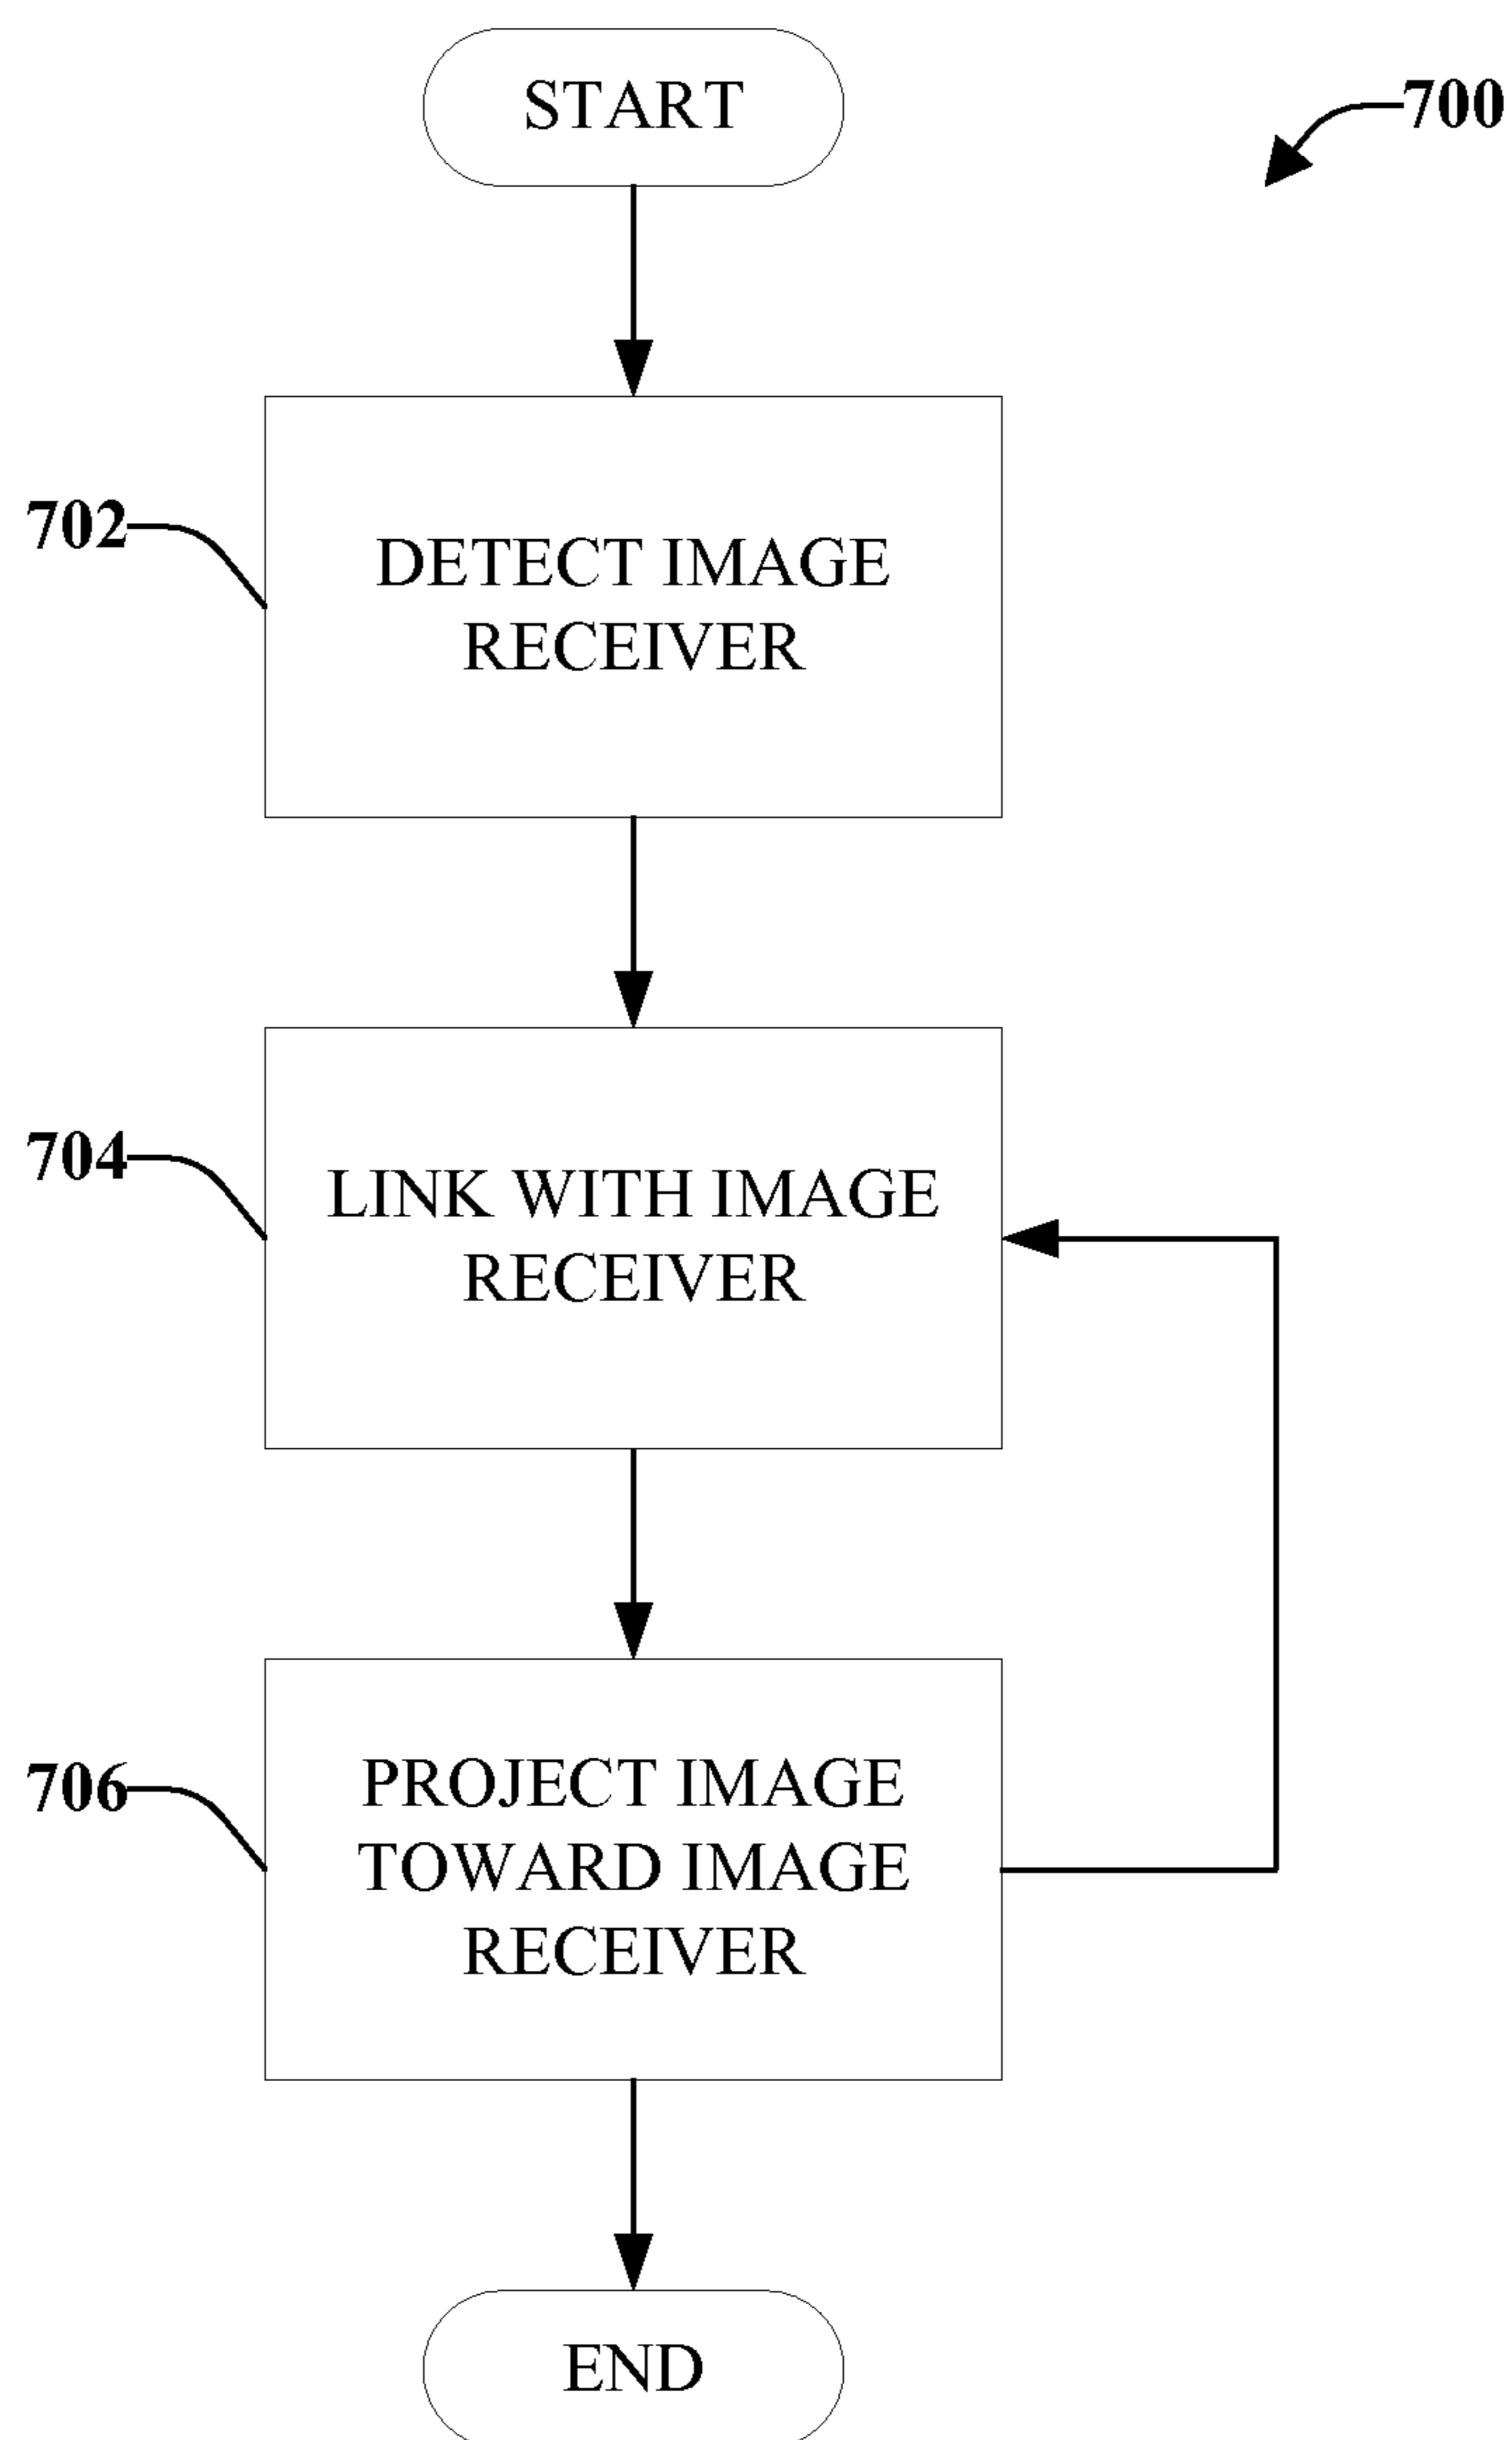 START
700
702
DETECT IMAGE
RECEIVER
704
LINK WITH IMAGE
RECEIVER
706
PROJECT IMAGE
TOWARD IMAGE
RECEIVER
END